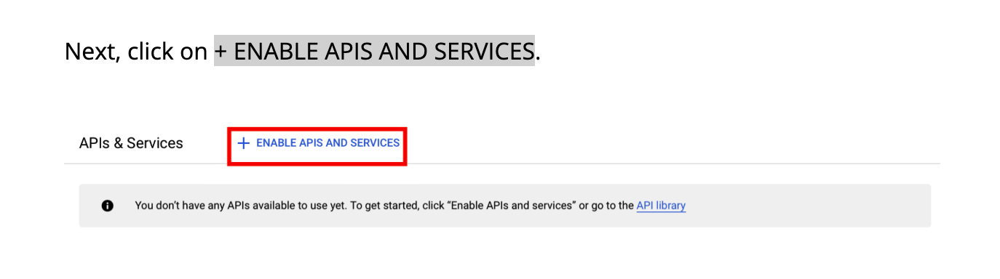 Next, click on + ENABLE APIS AND SERVICES.
APIs & Services + ENABLE APIS AND SERVICES
You don't have any APIs available to use yet. To get started, click "Enable APIs and services" or go to the API library